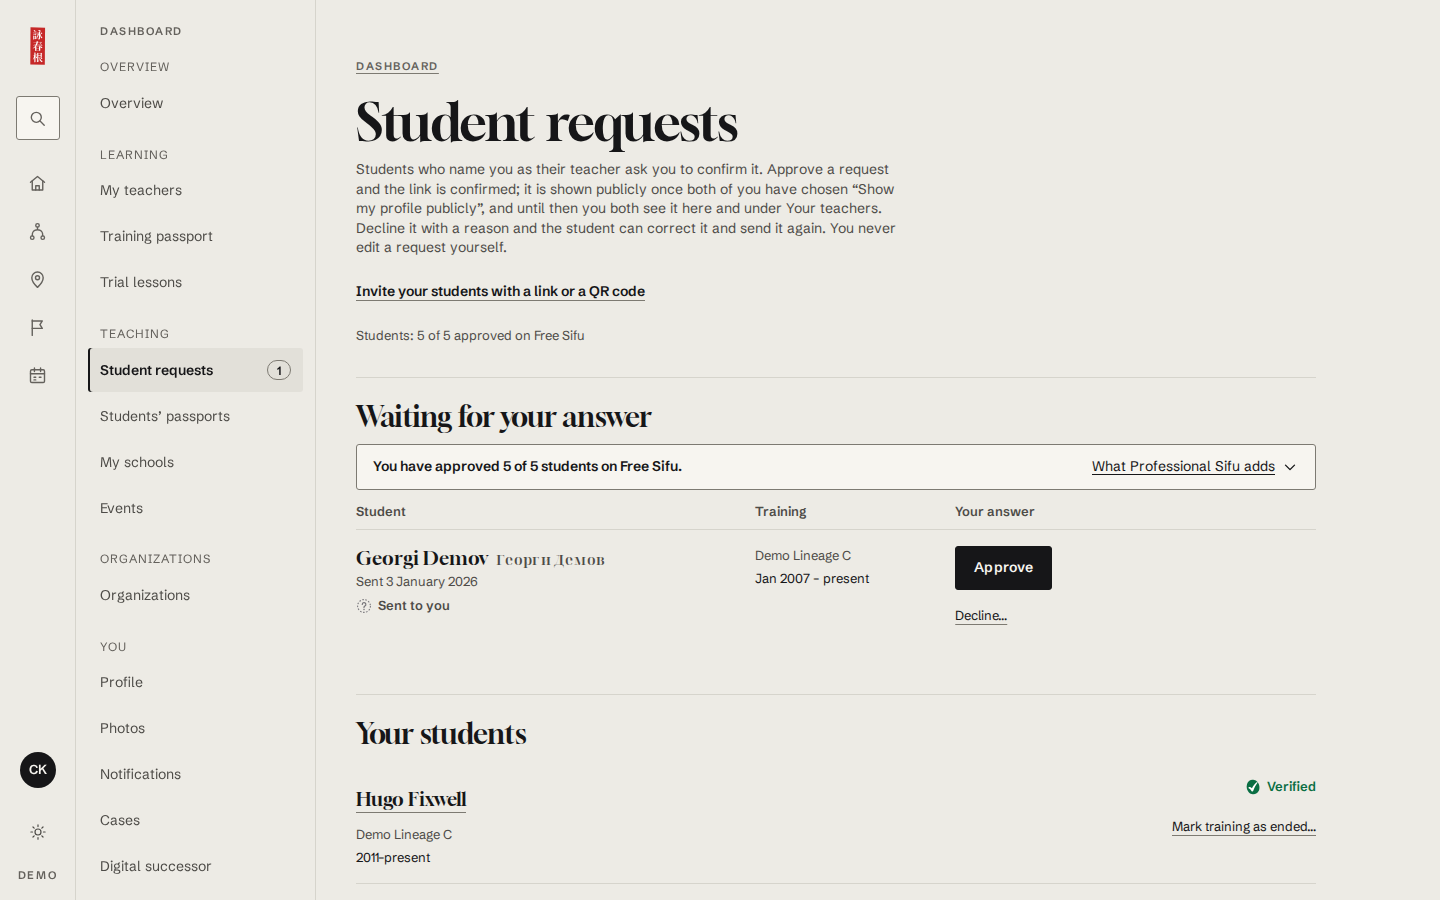 詠春根
DASHBOARD
OVERVIEW
Overview
LEARNING
My teachers
Training passport
Trial lessons
TEACHING
Student requests 1
Students’ passports
My schools
Events
ORGANIZATIONS
Organizations
YOU
Profile
Photos
Notifications
Cases
Digital successor
CK
DEMO
DASHBOARD
Student requests
Students who name you as their teacher ask you to confirm it. Approve a request
and the link is confirmed; it is shown publicly once both of you have chosen “Show
my profile publicly”, and until then you both see it here and under Your teachers.
Decline it with a reason and the student can correct it and send it again. You never
edit a request yourself.
Invite your students with a link or a QR code
Students: 5 of 5 approved on Free Sifu
Waiting for your answer
You have approved 5 of 5 students on Free Sifu. What Professional Sifu adds
Student Training Your answer
Georgi Demov Георги Демов
Sent 3 January 2026
Sent to you
Demo Lineage C
Jan 2007 – present
Approve
Decline…
Your students
Hugo Fixwell
Demo Lineage C
2011–present
Verified
Mark training as ended…